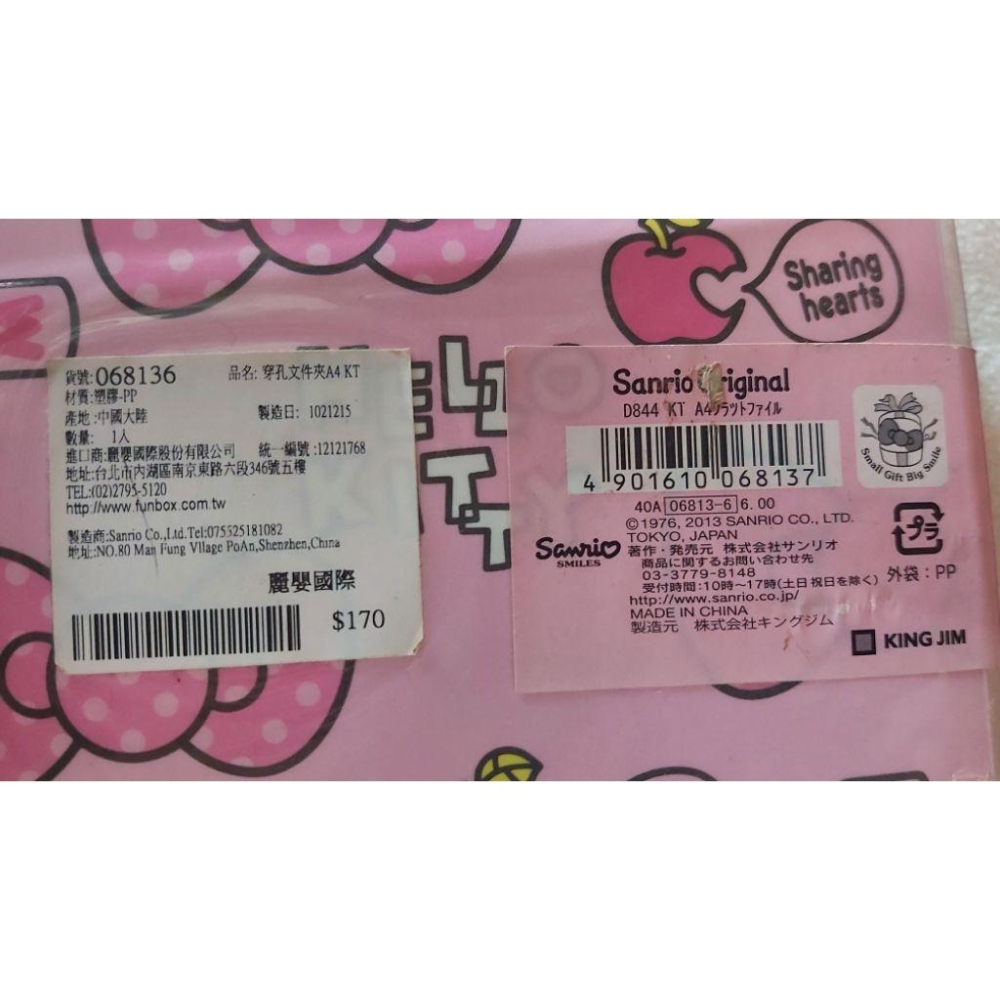 Sharing
hearts
貨號:068136 品名: 穿孔文件夾A4 KT
材質:塑膠-PP
產地:中國大陸 製造日: 1021215
數量: 1入
進口商:麗嬰國際股份有限公司 統一編號:12121768
地址:台北市內湖區南京東路六段346號五樓
TEL:(02)2795-5120
http://www.funbox.com.tw
製造商:Sanrio Co.,Ltd.Tel:075525181082
地址:NO.80 Man Fung Vllage PoAn,Shenzhen,China
麗嬰國際
$170
Sanrio Original
D844 KT A4フラットファイル
4 901610 068137
40A 06813-6 6.00
©1976, 2013 SANRIO CO., LTD.
TOKYO, JAPAN
著作・発売元 株式会社サンリオ
商品に関するお問い合わせ先
03-3779-8148
受付時間:10時~17時(土日祝日を除く)
http://www.sanrio.co.jp/
MADE IN CHINA
製造元 株式会社キングジム
Sanrio
SMILES
Small Gift Big Smile
プラ
外袋:PP
KING JIM